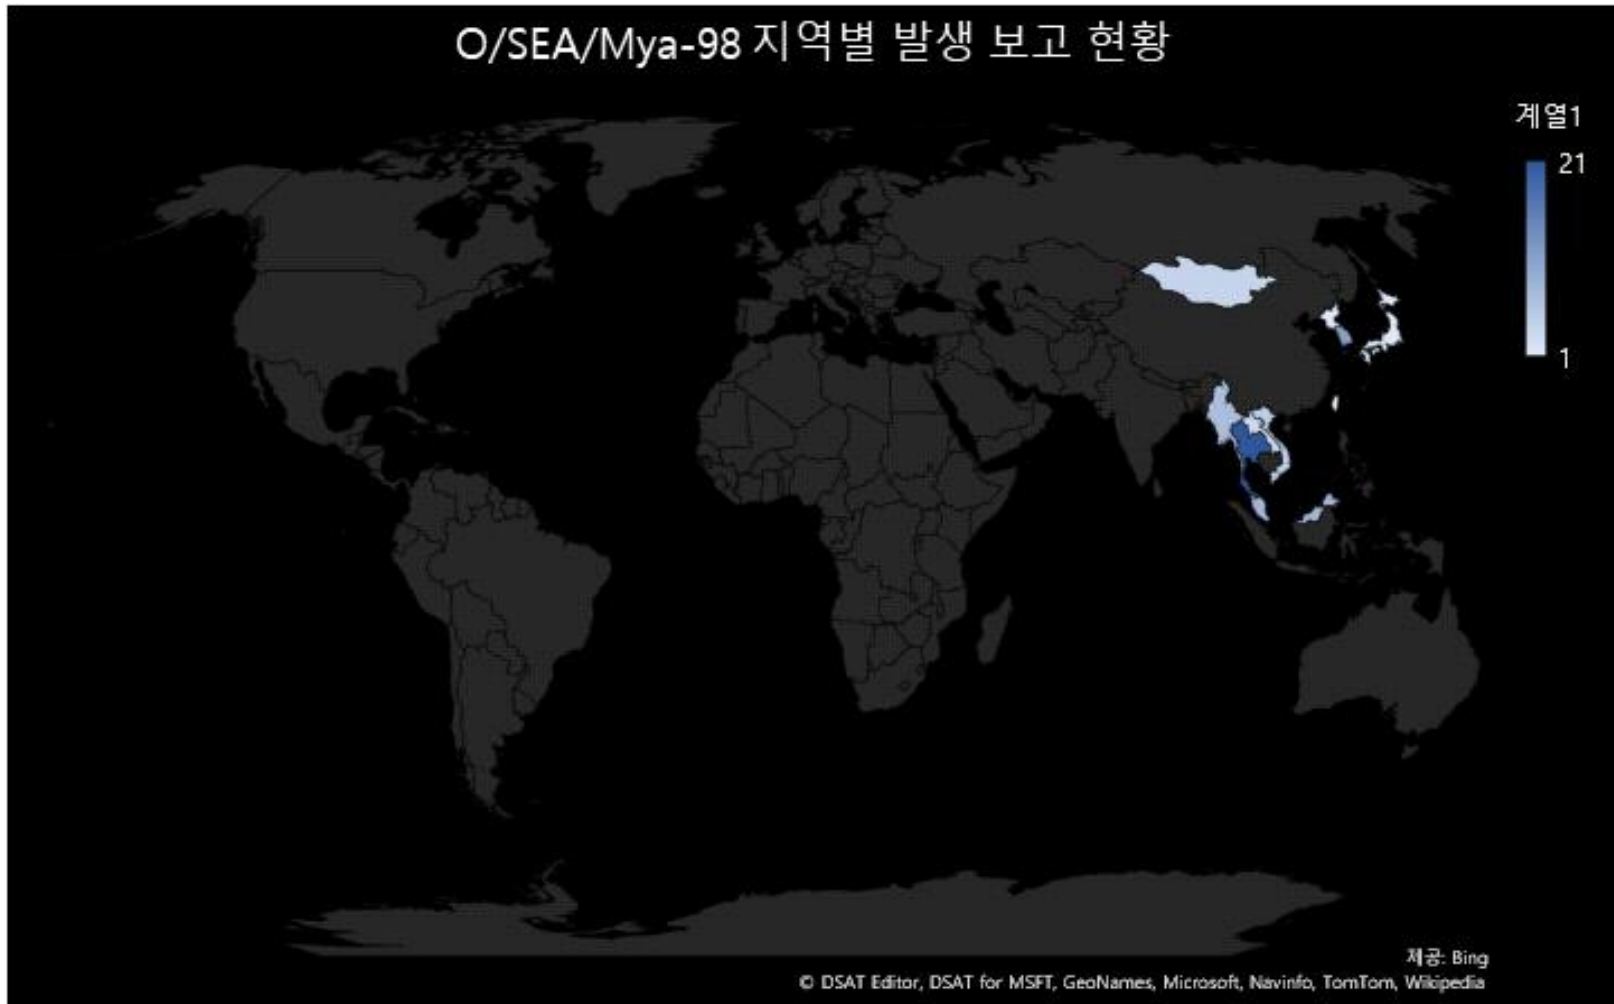 O/SEA/Mya-98 지역별 발생 보고 현황
계열1
21
1
제공: Bing
© DSAT Editor, DSAT for MSFT, GeoNames, Microsoft, Navinfo, TomTom, Wikipedia